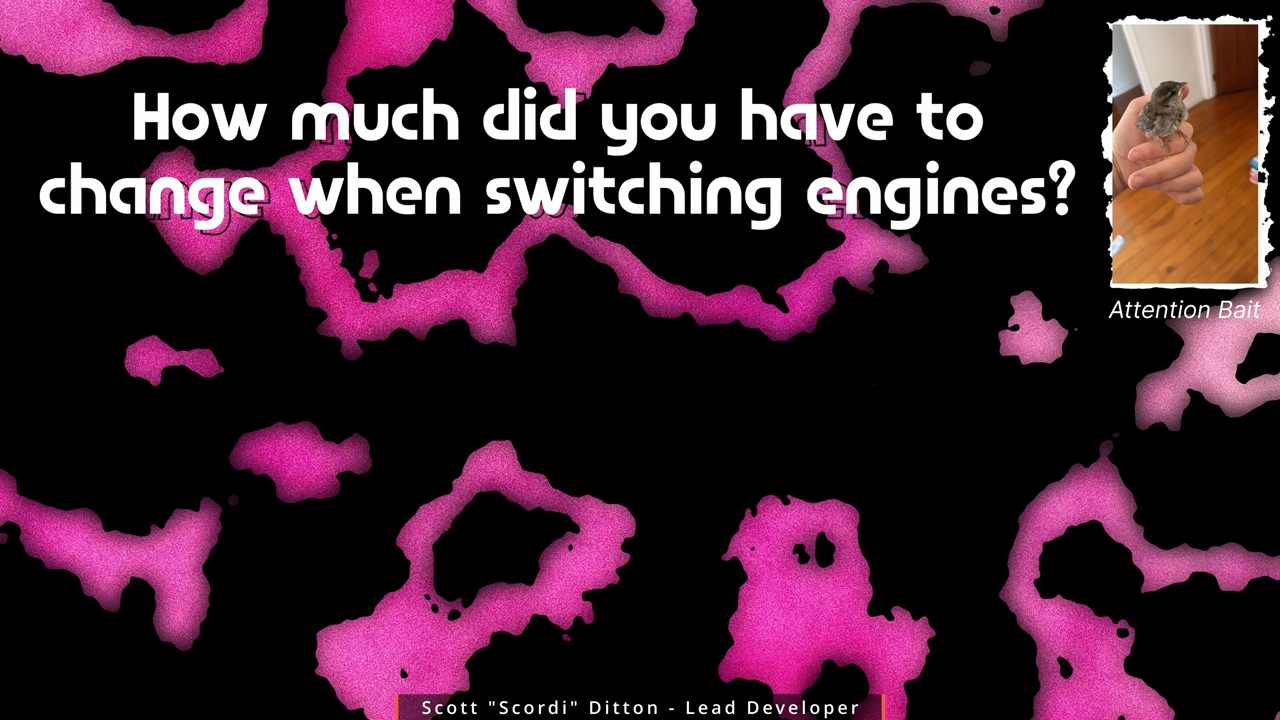 How much did you have to
change when switching engines?
Attention Bait
Scott "Scordi" Ditton - Lead Developer